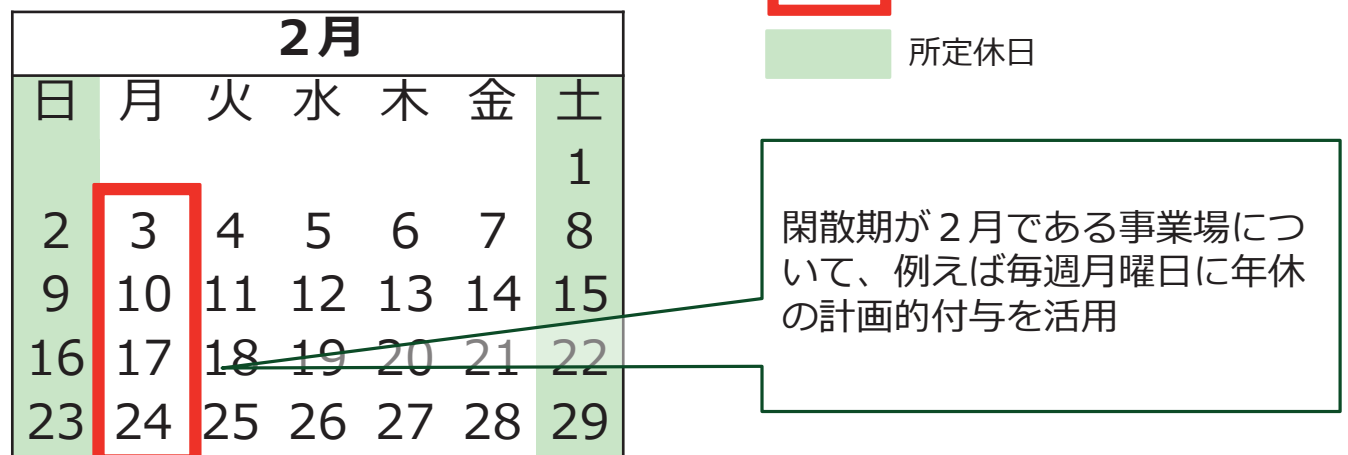 2月
所定休日
日 月 火 水 木 金 土
1
2 3 4 5 6 7 8
9 10 11 12 13 14 15
16 17 18 19 20 21 22
23 24 25 26 27 28 29
閑散期が２月である事業場につ
いて、例えば毎週月曜日に年休
の計画的付与を活用